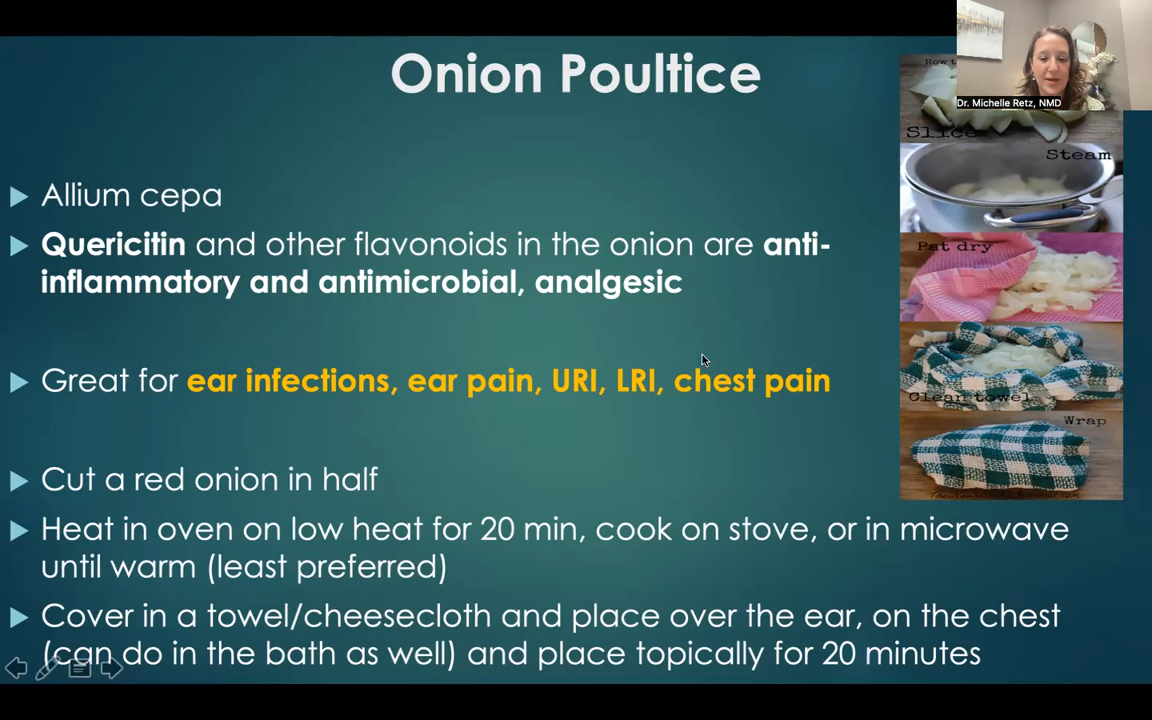 Onion Poultice
How t
Dr. Michelle Retz, NMD
Slice
Steam
Allium cepa
Quericitin and other flavonoids in the onion are anti-
inflammatory and antimicrobial, analgesic
Pat dry
Great for ear infections, ear pain, URI, LRI, chest pain
Clean towel
Wrap
Cut a red onion in half
Heat in oven on low heat for 20 min, cook on stove, or in microwave
until warm (least preferred)
Cover in a towel/cheesecloth and place over the ear, on the chest
(can do in the bath as well) and place topically for 20 minutes